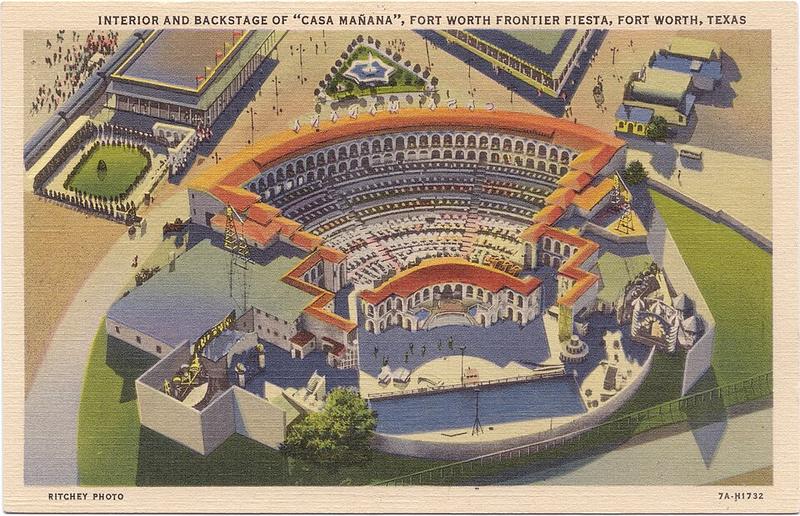 INTERIOR AND BACKSTAGE OF "CASA MAÑANA", FORT WORTH FRONTIER FIESTA, FORT WORTH, TEXAS
RITCHEY PHOTO
7A-H1732